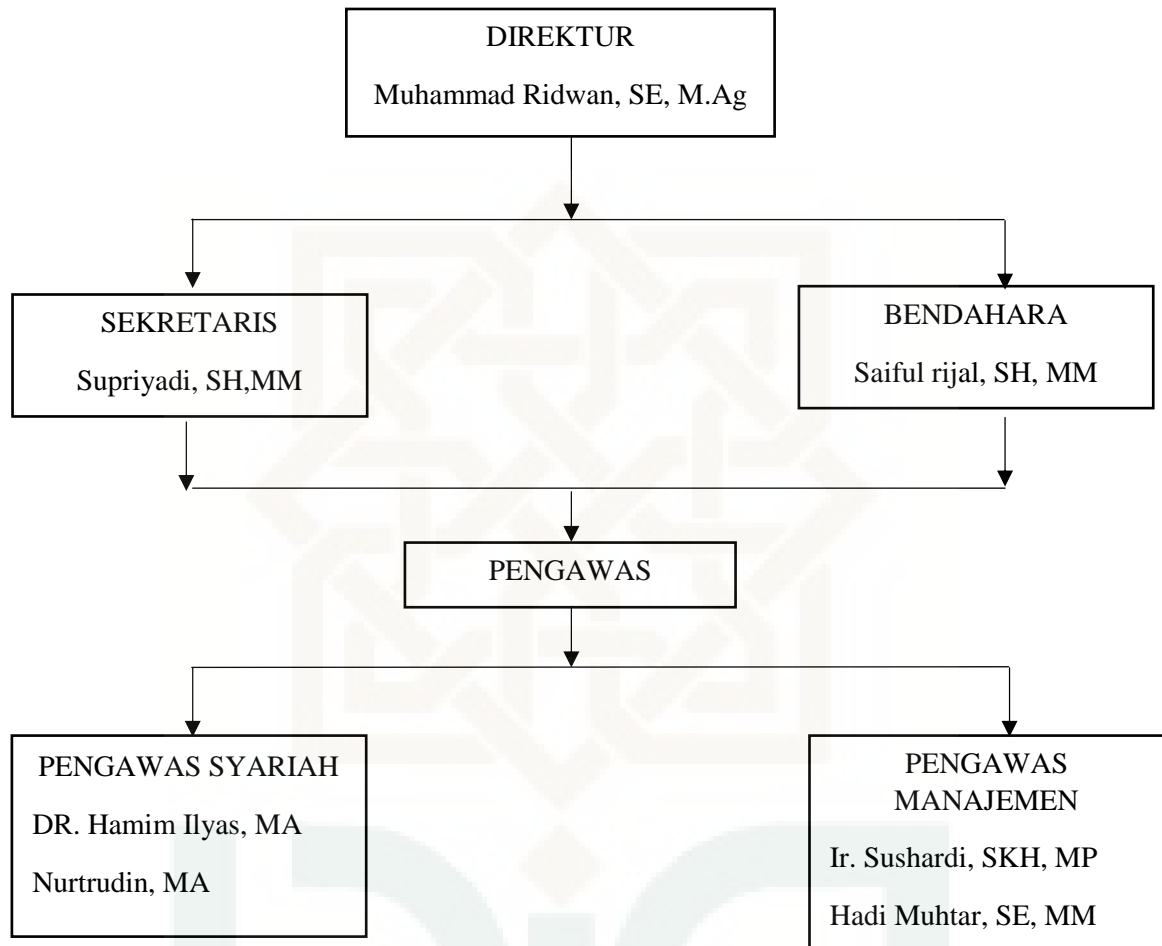 DIREKTUR
Muhammad Ridwan, SE, M.Ag
SEKRETARIS
Supriyadi, SH,MM
BENDAHARA
Saiful rijal, SH, MM
PENGAWAS
PENGAWAS SYARIAH
DR. Hamim Ilyas, MA
Nurtrudin, MA
PENGAWAS
MANAJEMEN
Ir. Sushardi, SKH, MP
Hadi Muhtar, SE, MM